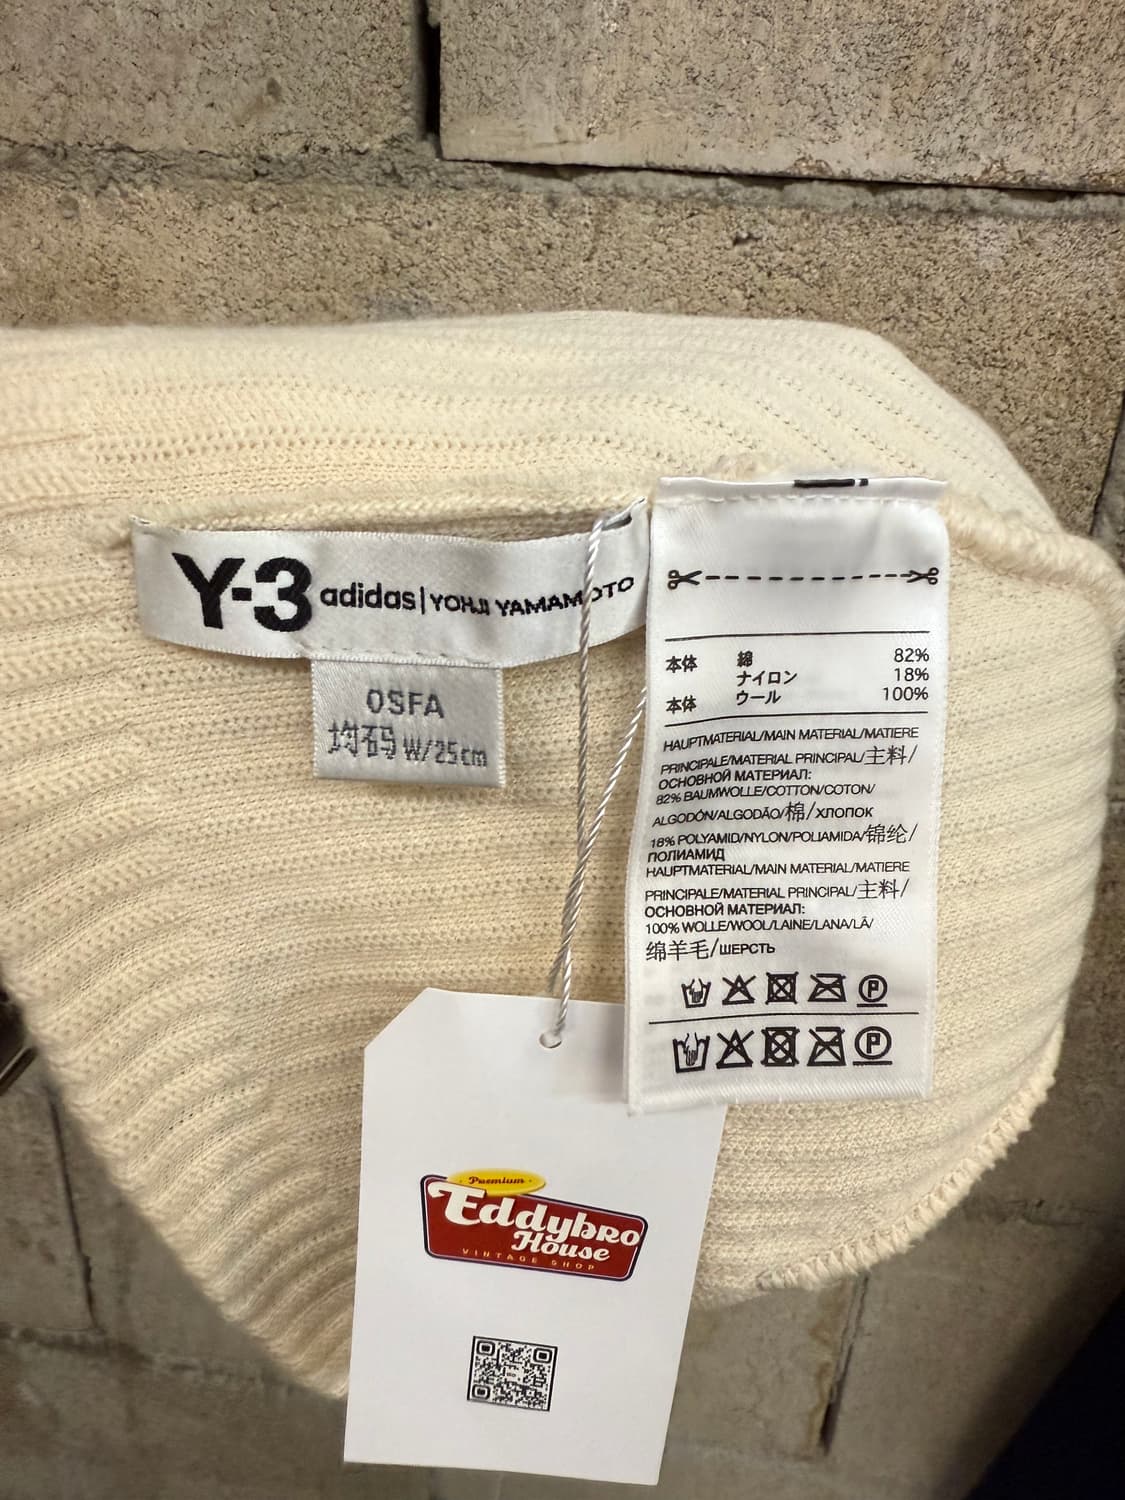 Y-3 adidas | YOHJI YAMAMOTO
OSFA
均码 W/25cm
本体 綿 82%
ナイロン 18%
本体 ウール 100%
HAUPTMATERIAL/MAIN MATERIAL/MATIERE
PRINCIPALE/MATERIAL PRINCIPAL/主料/
ОСНОВНОЙ МАТЕРИАЛ:
82% BAUMWOLLE/COTTON/COTON/
ALGODÓN/ALGODÃO/棉/ХЛОПОК
18% POLYAMID/NYLON/POLIAMIDA/锦纶/
ПОЛИАМИД
HAUPTMATERIAL/MAIN MATERIAL/MATIERE
PRINCIPALE/MATERIAL PRINCIPAL/主料/
ОСНОВНОЙ МАТЕРИАЛ:
100% WOLLE/WOOL/LAINE/LANA/LÃ/
绵羊毛/ШЕРСТЬ
P
P
Premium
Eddybro
House
VINTAGE SHOP